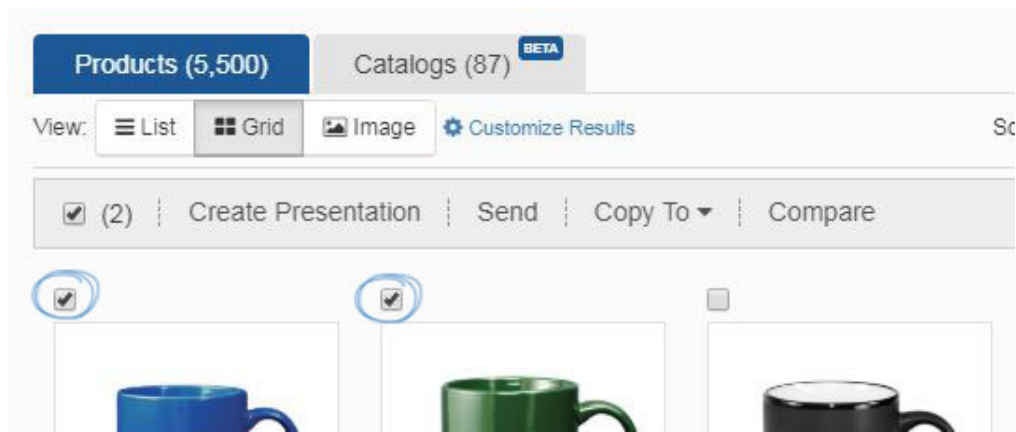 Products (5,500) Catalogs (87) BETA
View: List Grid Image Customize Results
(2) Create Presentation Send Copy To Compare